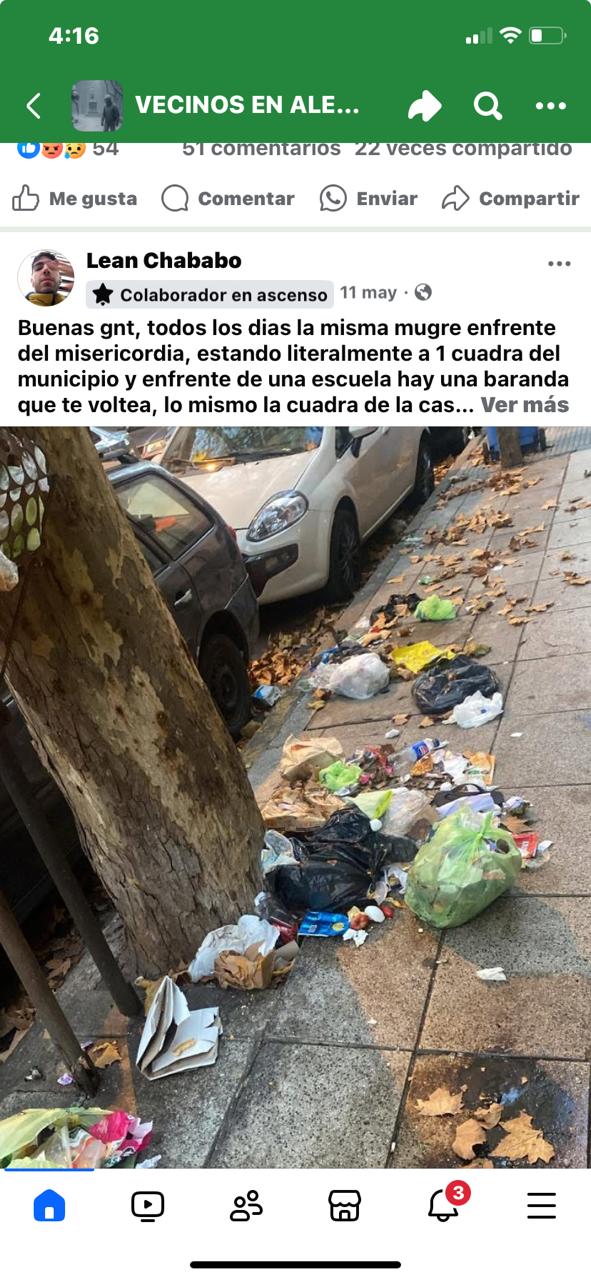 4:16
VECINOS EN ALE...
54 51 comentarios 22 veces compartido
Me gusta Comentar Enviar Compartir
Lean Chababo
Colaborador en ascenso 11 may ·
Buenas gnt, todos los dias la misma mugre enfrente
del misericordia, estando literalmente a 1 cuadra del
municipio y enfrente de una escuela hay una baranda
que te voltea, lo mismo la cuadra de la cas... Ver más
3